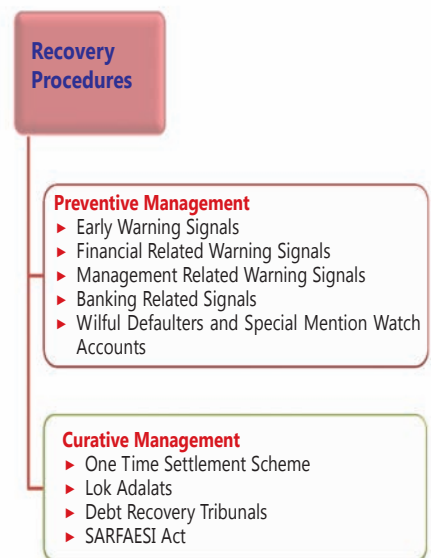 Recovery
Procedures
Preventive Management
▶ Early Warning Signals
▶ Financial Related Warning Signals
▶ Management Related Warning Signals
▶ Banking Related Signals
▶ Wilful Defaulters and Special Mention Watch
Accounts
Curative Management
▶ One Time Settlement Scheme
▶ Lok Adalats
▶ Debt Recovery Tribunals
▶ SARFAESI Act